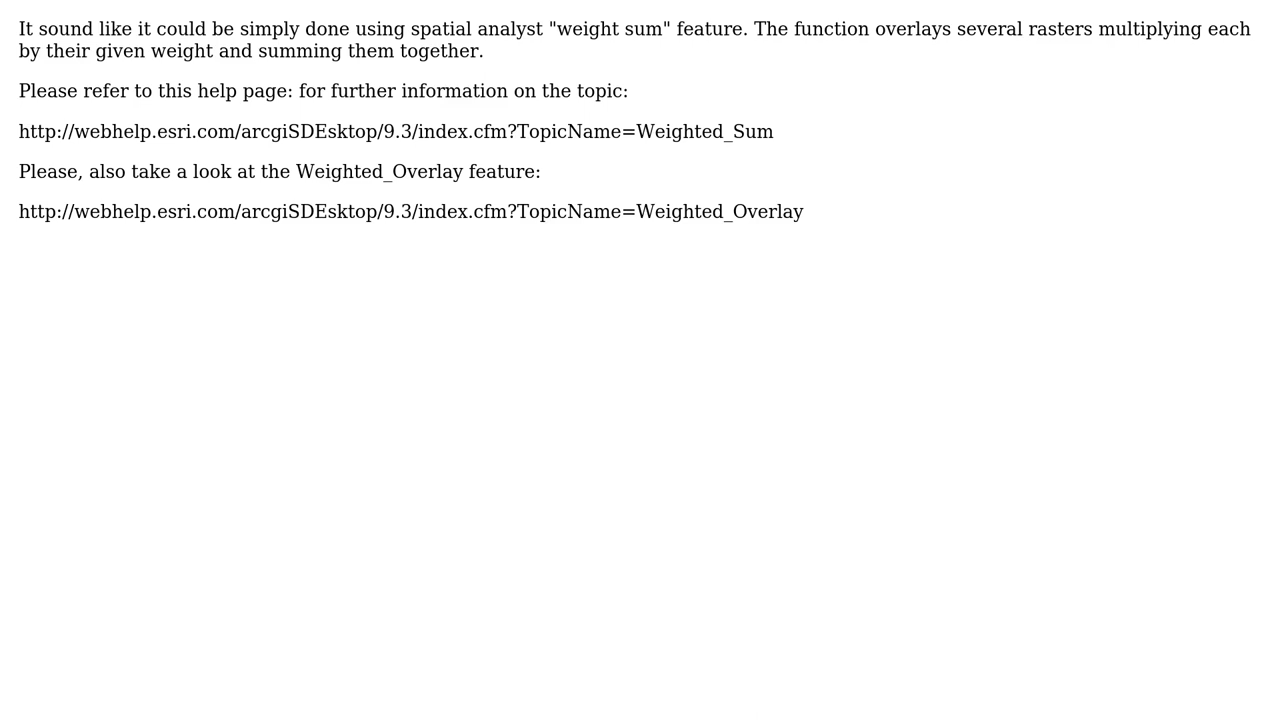 It sound like it could be simply done using spatial analyst "weight sum" feature. The function overlays several rasters multiplying each
by their given weight and summing them together.
Please refer to this help page: for further information on the topic:
http://webhelp.esri.com/arcgiSDEsktop/9.3/index.cfm?TopicName=Weighted_Sum
Please, also take a look at the Weighted_Overlay feature:
http://webhelp.esri.com/arcgiSDEsktop/9.3/index.cfm?TopicName=Weighted_Overlay